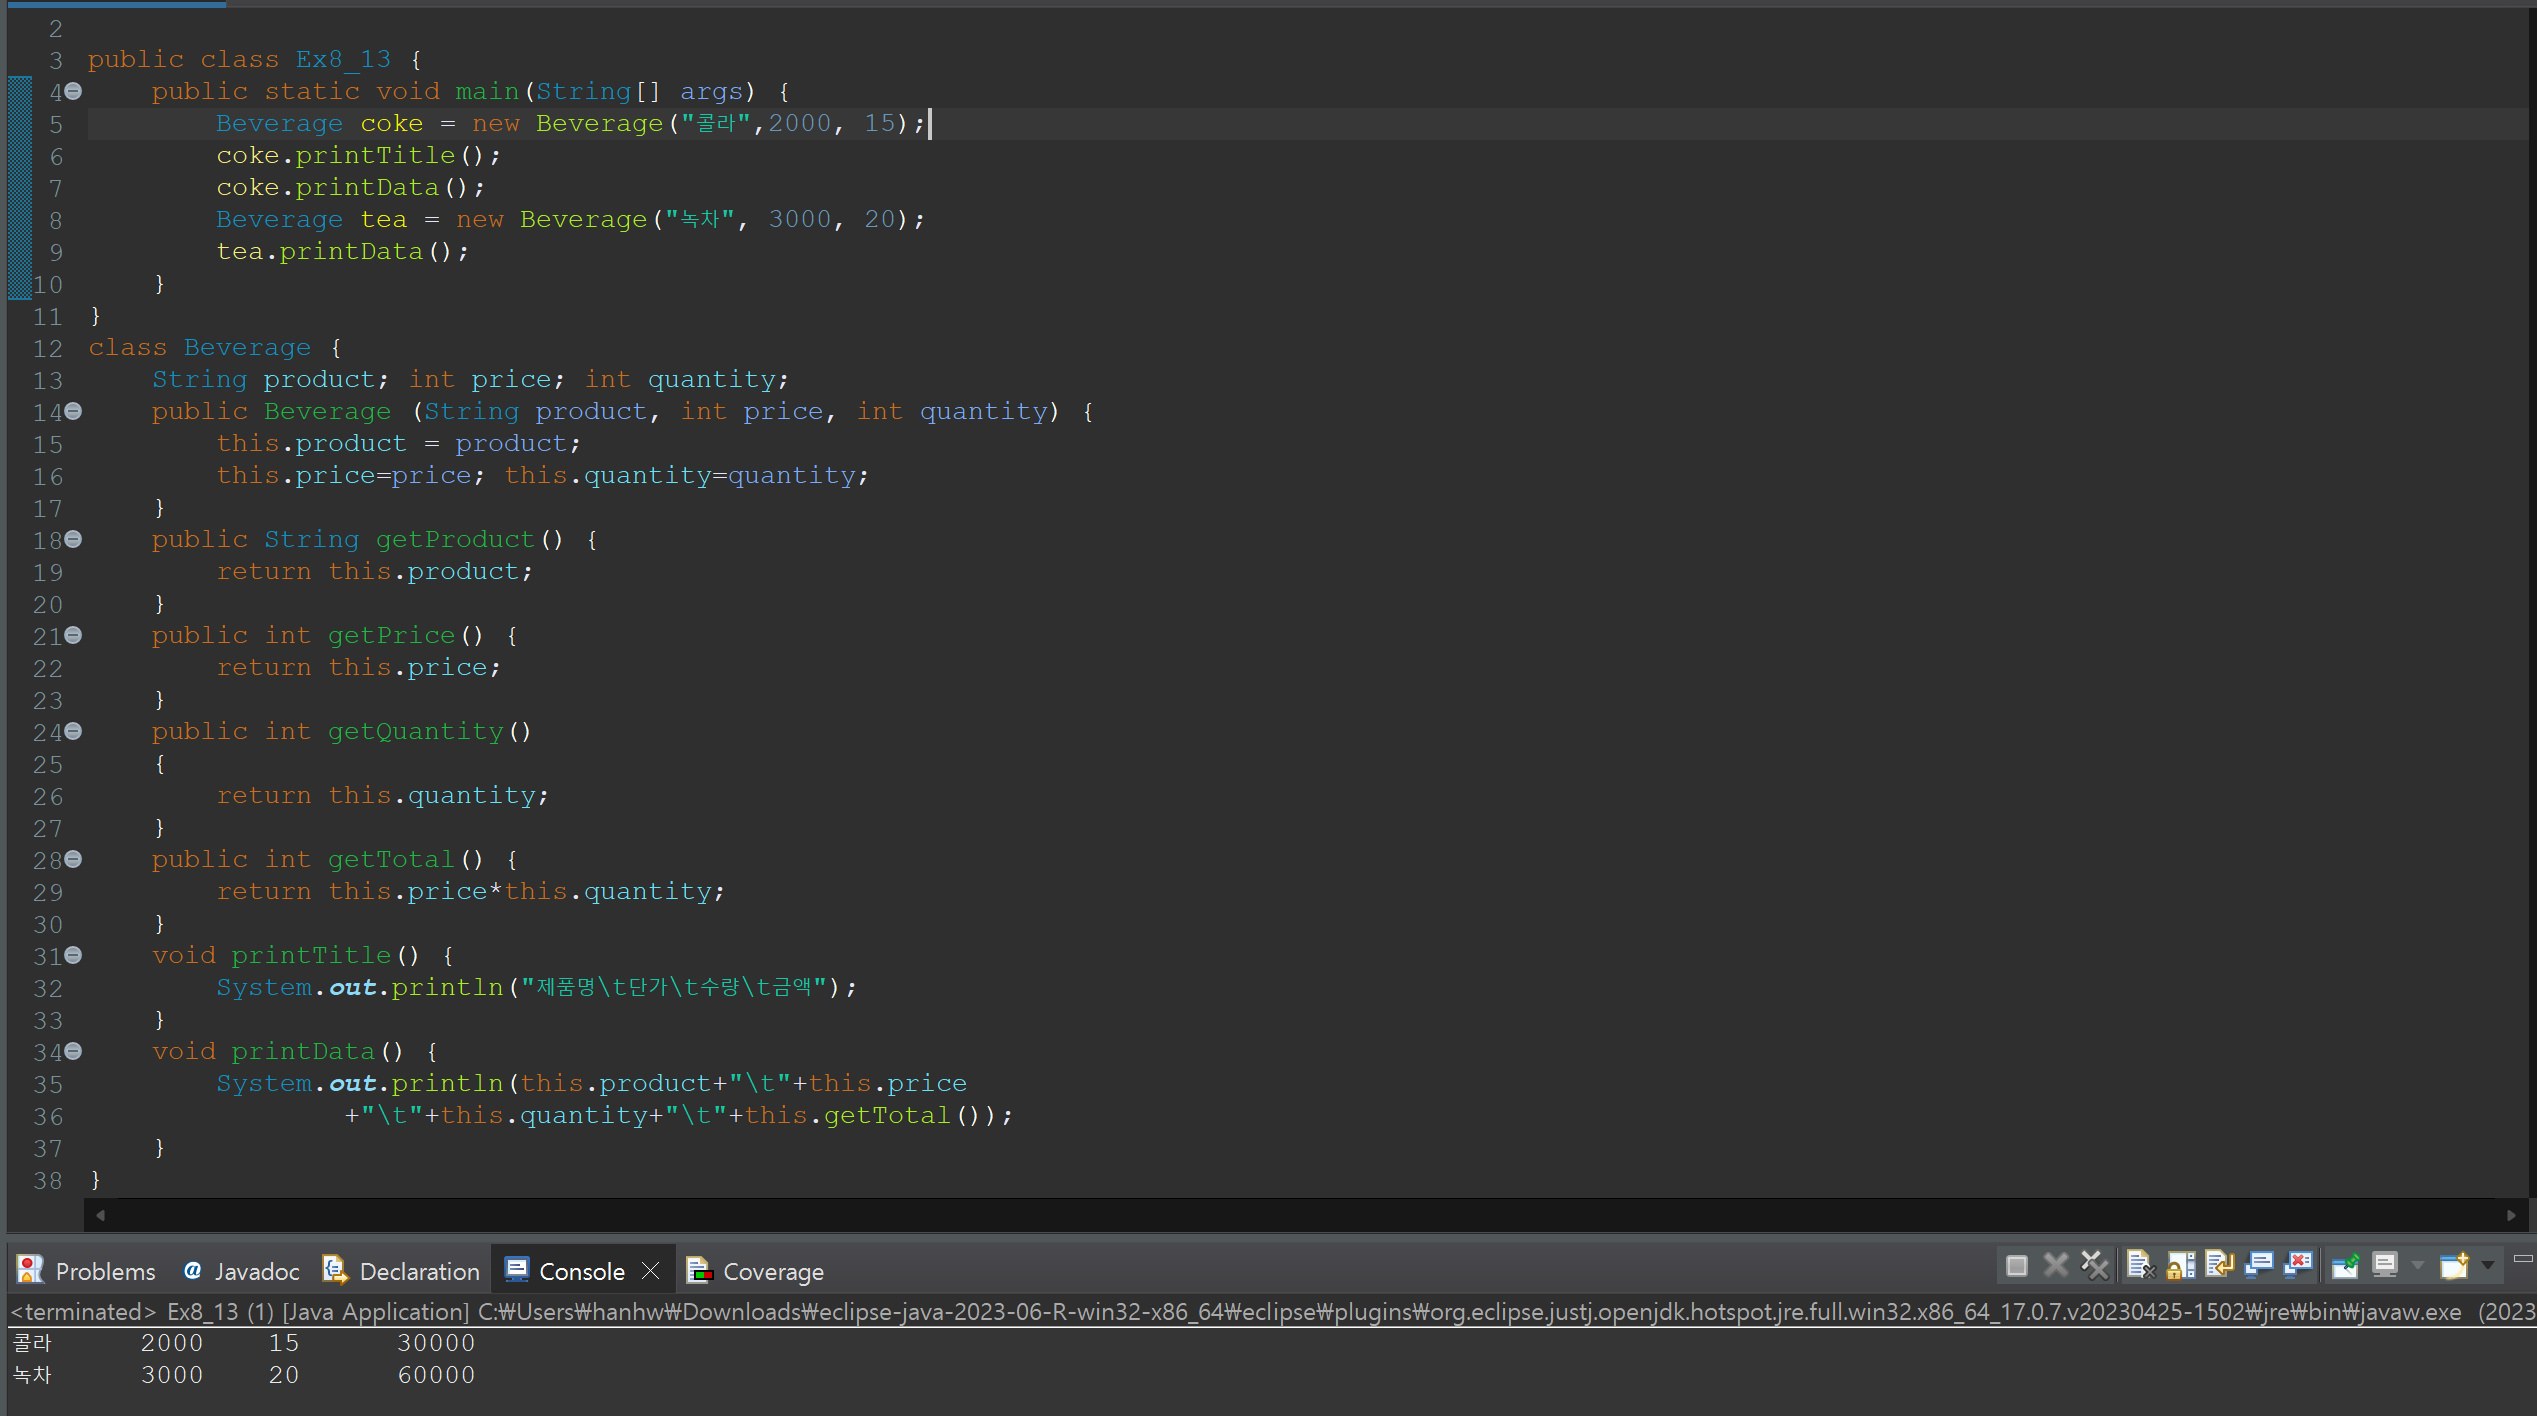 2
3 public class Ex8_13 {
4 public static void main(String[] args) {
5 Beverage coke = new Beverage("콜라",2000, 15);
6 coke.printTitle();
7 coke.printData();
8 Beverage tea = new Beverage("녹차", 3000, 20);
9 tea.printData();
10 }
11 }
12 class Beverage {
13 String product; int price; int quantity;
14 public Beverage (String product, int price, int quantity) {
15 this.product = product;
16 this.price=price; this.quantity=quantity;
17 }
18 public String getProduct() {
19 return this.product;
20 }
21 public int getPrice() {
22 return this.price;
23 }
24 public int getQuantity()
25 {
26 return this.quantity;
27 }
28 public int getTotal() {
29 return this.price*this.quantity;
30 }
31 void printTitle() {
32 System.out.println("제품명\t단가\t수량\t금액");
33 }
34 void printData() {
35 System.out.println(this.product+"\t"+this.price
36 +"\t"+this.quantity+"\t"+this.getTotal());
37 }
38 }
Problems @ Javadoc Declaration Console Coverage
<terminated> Ex8_13 (1) [Java Application] C:₩Users₩hanhw₩Downloads₩eclipse-java-2023-06-R-win32-x86_64₩eclipse₩plugins₩org.eclipse.justj.openjdk.hotspot.jre.full.win32.x86_64_17.0.7.v20230425-1502₩jre₩bin₩javaw.exe (2023
콜라 2000 15 30000
녹차 3000 20 60000